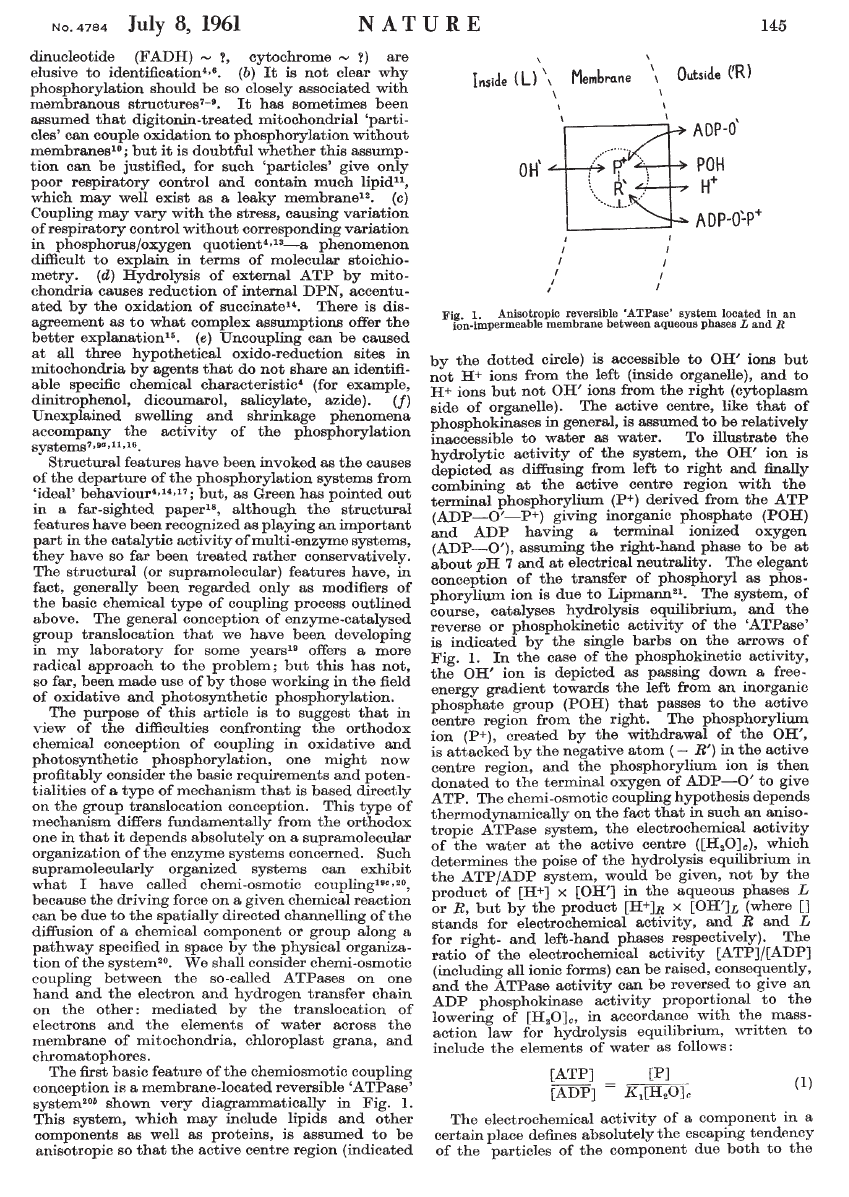 No. 4784 July 8, 1961 NATURE 145
dinucleotide (FADH) ~ ?, cytochrome ~ ?) are
elusive to identification⁴,⁶. (b) It is not clear why
phosphorylation should be so closely associated with
membranous structures⁷⁻⁹. It has sometimes been
assumed that digitonin-treated mitochondrial 'parti-
cles' can couple oxidation to phosphorylation without
membranes¹⁰; but it is doubtful whether this assump-
tion can be justified, for such 'particles' give only
poor respiratory control and contain much lipid¹¹,
which may well exist as a leaky membrane¹². (c)
Coupling may vary with the stress, causing variation
of respiratory control without corresponding variation
in phosphorus/oxygen quotient⁴,¹³—a phenomenon
difficult to explain in terms of molecular stoichio-
metry. (d) Hydrolysis of external ATP by mito-
chondria causes reduction of internal DPN, accentu-
ated by the oxidation of succinate¹⁴. There is dis-
agreement as to what complex assumptions offer the
better explanation¹⁵. (e) Uncoupling can be caused
at all three hypothetical oxido-reduction sites in
mitochondria by agents that do not share an identifi-
able specific chemical characteristic⁴ (for example,
dinitrophenol, dicoumarol, salicylate, azide). (f)
Unexplained swelling and shrinkage phenomena
accompany the activity of the phosphorylation
systems⁷,⁹ᵃ,¹¹,¹⁶.
Structural features have been invoked as the causes
of the departure of the phosphorylation systems from
'ideal' behaviour⁴,¹⁴,¹⁷; but, as Green has pointed out
in a far-sighted paper¹⁸, although the structural
features have been recognized as playing an important
part in the catalytic activity of multi-enzyme systems,
they have so far been treated rather conservatively.
The structural (or supramolecular) features have, in
fact, generally been regarded only as modifiers of
the basic chemical type of coupling process outlined
above. The general conception of enzyme-catalysed
group translocation that we have been developing
in my laboratory for some years¹⁹ offers a more
radical approach to the problem; but this has not,
so far, been made use of by those working in the field
of oxidative and photosynthetic phosphorylation.
The purpose of this article is to suggest that in
view of the difficulties confronting the orthodox
chemical conception of coupling in oxidative and
photosynthetic phosphorylation, one might now
profitably consider the basic requirements and poten-
tialities of a type of mechanism that is based directly
on the group translocation conception. This type of
mechanism differs fundamentally from the orthodox
one in that it depends absolutely on a supramolecular
organization of the enzyme systems concerned. Such
supramolecularly organized systems can exhibit
what I have called chemi-osmotic coupling¹⁹ᶜ,²⁰,
because the driving force on a given chemical reaction
can be due to the spatially directed channelling of the
diffusion of a chemical component or group along a
pathway specified in space by the physical organiza-
tion of the system²⁰. We shall consider chemi-osmotic
coupling between the so-called ATPases on one
hand and the electron and hydrogen transfer chain
on the other: mediated by the translocation of
electrons and the elements of water across the
membrane of mitochondria, chloroplast grana, and
chromatophores.
The first basic feature of the chemiosmotic coupling
conception is a membrane-located reversible 'ATPase'
system²⁰ᵇ shown very diagrammatically in Fig. 1.
This system, which may include lipids and other
components as well as proteins, is assumed to be
anisotropic so that the active centre region (indicated
Inside (L) Membrane Outside (R)
ADP-O'
OH' P⁺ POH
R' H⁺
ADP-O'-P⁺
Fig. 1. Anisotropic reversible 'ATPase' system located in an
ion-impermeable membrane between aqueous phases L and R
by the dotted circle) is accessible to OH′ ions but
not H⁺ ions from the left (inside organelle), and to
H⁺ ions but not OH′ ions from the right (cytoplasm
side of organelle). The active centre, like that of
phosphokinases in general, is assumed to be relatively
inaccessible to water as water. To illustrate the
hydrolytic activity of the system, the OH′ ion is
depicted as diffusing from left to right and finally
combining at the active centre region with the
terminal phosphorylium (P⁺) derived from the ATP
(ADP—O′—P⁺) giving inorganic phosphate (POH)
and ADP having a terminal ionized oxygen
(ADP—O′), assuming the right-hand phase to be at
about pH 7 and at electrical neutrality. The elegant
conception of the transfer of phosphoryl as phos-
phorylium ion is due to Lipmann²¹. The system, of
course, catalyses hydrolysis equilibrium, and the
reverse or phosphokinetic activity of the 'ATPase'
is indicated by the single barbs on the arrows of
Fig. 1. In the case of the phosphokinetic activity,
the OH′ ion is depicted as passing down a free-
energy gradient towards the left from an inorganic
phosphate group (POH) that passes to the active
centre region from the right. The phosphorylium
ion (P⁺), created by the withdrawal of the OH′,
is attacked by the negative atom (— R′) in the active
centre region, and the phosphorylium ion is then
donated to the terminal oxygen of ADP—O′ to give
ATP. The chemi-osmotic coupling hypothesis depends
thermodynamically on the fact that in such an aniso-
tropic ATPase system, the electrochemical activity
of the water at the active centre ([H₂O]c), which
determines the poise of the hydrolysis equilibrium in
the ATP/ADP system, would be given, not by the
product of [H⁺] × [OH′] in the aqueous phases L
or R, but by the product [H⁺]R × [OH′]L (where []
stands for electrochemical activity, and R and L
for right- and left-hand phases respectively). The
ratio of the electrochemical activity [ATP]/[ADP]
(including all ionic forms) can be raised, consequently,
and the ATPase activity can be reversed to give an
ADP phosphokinase activity proportional to the
lowering of [H₂O]c, in accordance with the mass-
action law for hydrolysis equilibrium, written to
include the elements of water as follows:
[ATP]/[ADP] = [P]/K₁[H₂O]c (1)
The electrochemical activity of a component in a
certain place defines absolutely the escaping tendency
of the particles of the component due both to the